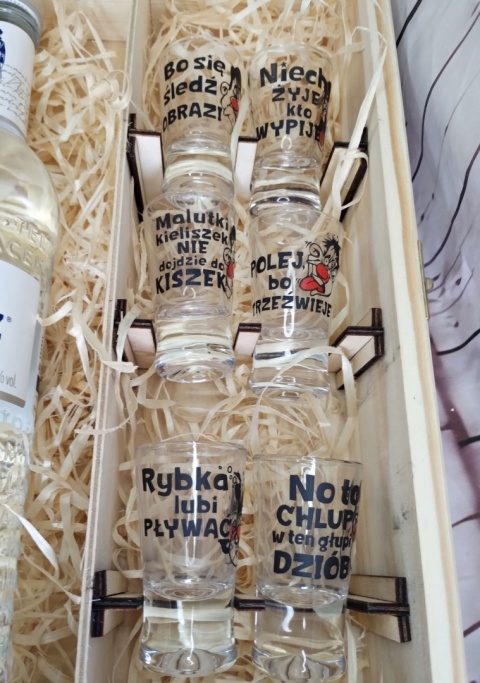 Bo się
śledź
OBRAZI
Niech
ŻYJE
kto
WYPIJE
Malutki
kieliszek
NIE
dojdzie do
KISZEK
POLEJ,
bo
TRZEŹWIEJE
Rybka
lubi
PŁYWAĆ
No to
CHLUP
w ten głupi
DZIÓB
vol.